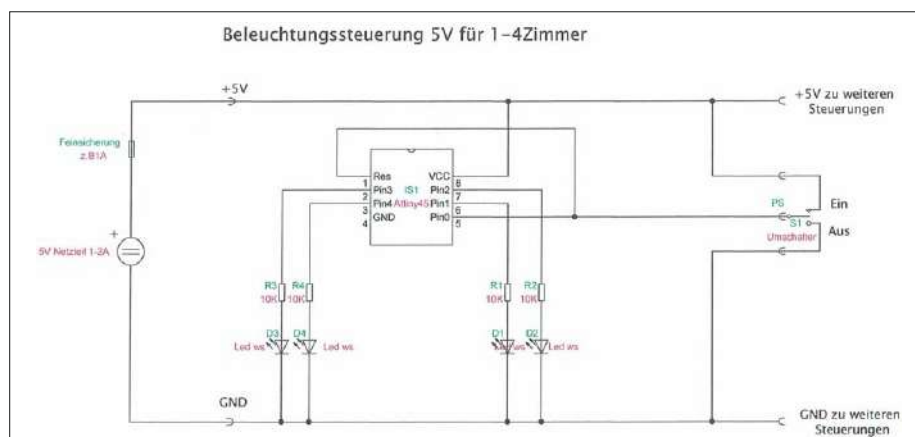 Beleuchtungssteuerung 5V für 1-4Zimmer
+5V
+5V zu weiteren
Steuerungen
Feinsicherung
z.B1A
Res
VCC
1
8
Pin3
IS1
Pin2
2
Attiny45
7
Pin4
Pin1
3
6
GND
Pin0
4
5
PS
Ein
S1
Aus
Umschalter
+
5V Netzteil 1-2A
R3
R4
R1
R2
10K
10K
10K
10K
D3
D4
D1
D2
Led ws
Led ws
Led ws
Led ws
GND
GND zu weiteren
Steuerungen